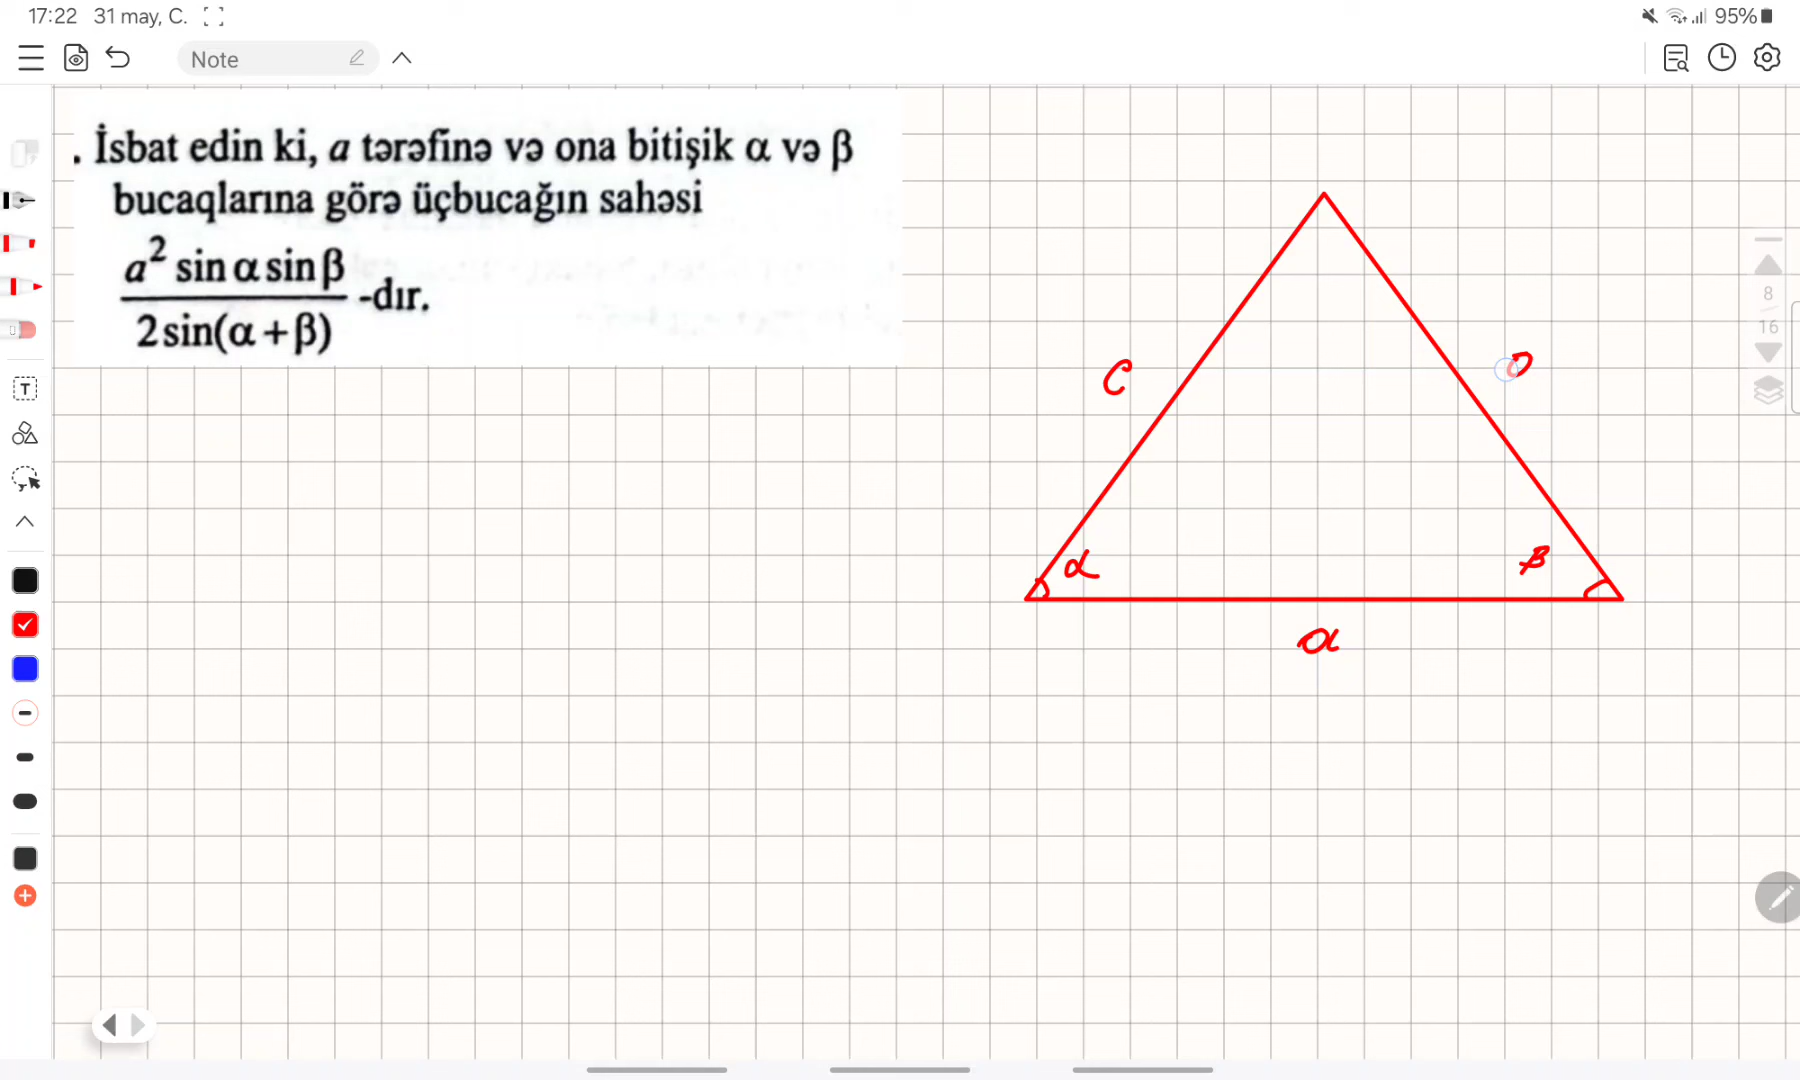 17:22 31 may, C. 95%
Note
. İsbat edin ki, a tərəfinə və ona bitişik α və β
bucaqlarına görə üçbucağın sahəsi
a² sin α sin β
-dır.
2 sin(α + β)
c
α
β
a
8
16
T